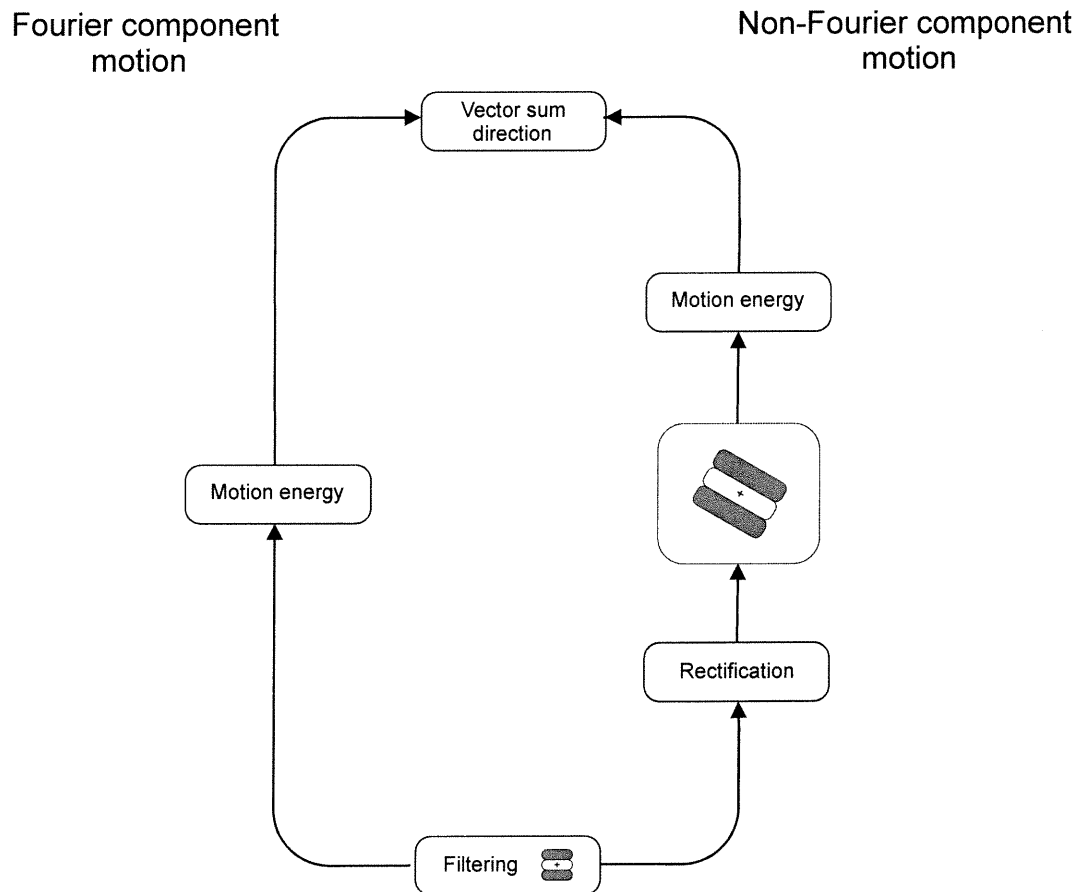 Fourier component
motion
Non-Fourier component
motion
Vector sum
direction
Motion energy
Motion energy
Rectification
Filtering